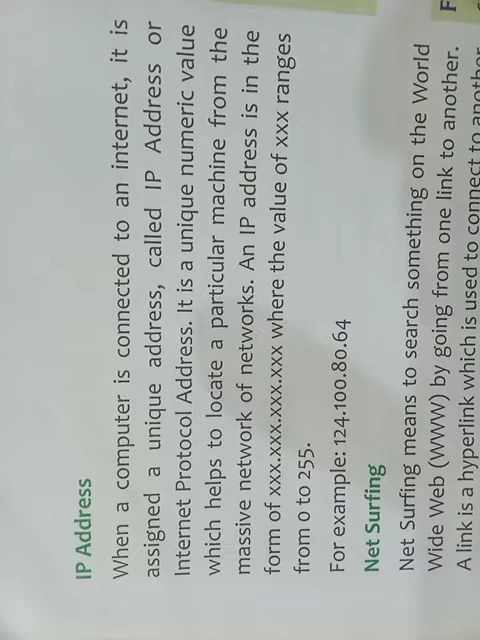 IP Address
When a computer is connected to an internet, it is
assigned a unique address, called IP Address or
Internet Protocol Address. It is a unique numeric value
which helps to locate a particular machine from the
massive network of networks. An IP address is in the
form of xxx.xxx.xxx.xxx where the value of xxx ranges
from 0 to 255.
For example: 124.100.80.64
Net Surfing
Net Surfing means to search something on the World
Wide Web (WWW) by going from one link to another.
A link is a hyperlink which is used to connect to another
F